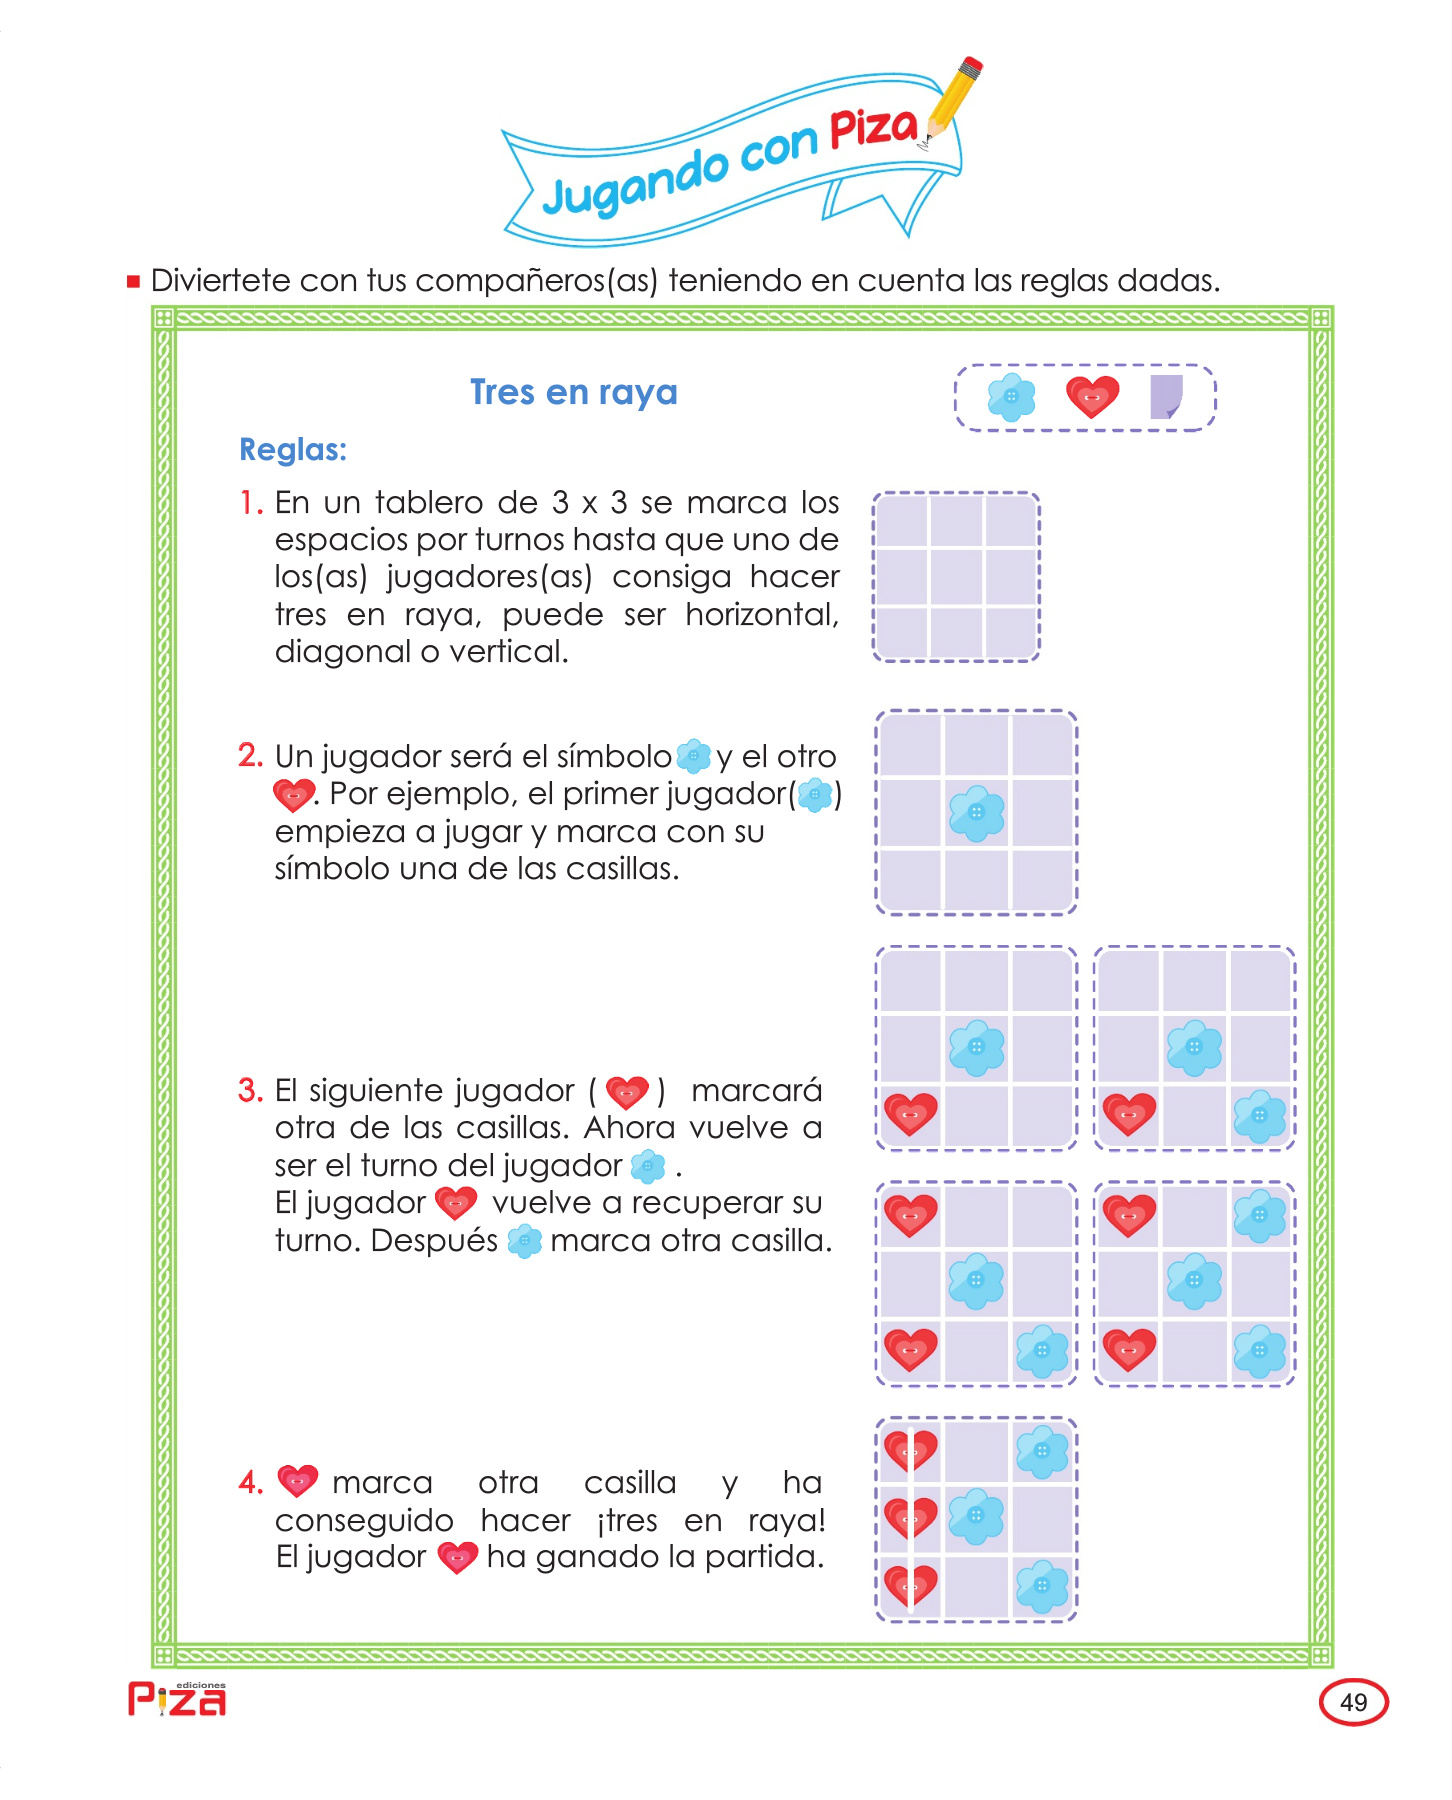 Jugando con Piza
Diviertete con tus compañeros(as) teniendo en cuenta las reglas dadas.
Tres en raya
Reglas:
1. En un tablero de 3 x 3 se marca los
espacios por turnos hasta que uno de
los(as) jugadores(as) consiga hacer
tres en raya, puede ser horizontal,
diagonal o vertical.
2. Un jugador será el símbolo y el otro
. Por ejemplo, el primer jugador( )
empieza a jugar y marca con su
símbolo una de las casillas.
3. El siguiente jugador ( ) marcará
otra de las casillas. Ahora vuelve a
ser el turno del jugador .
El jugador vuelve a recuperar su
turno. Después marca otra casilla.
4. marca otra casilla y ha
conseguido hacer ¡tres en raya!
El jugador ha ganado la partida.
ediciones
Piza
49